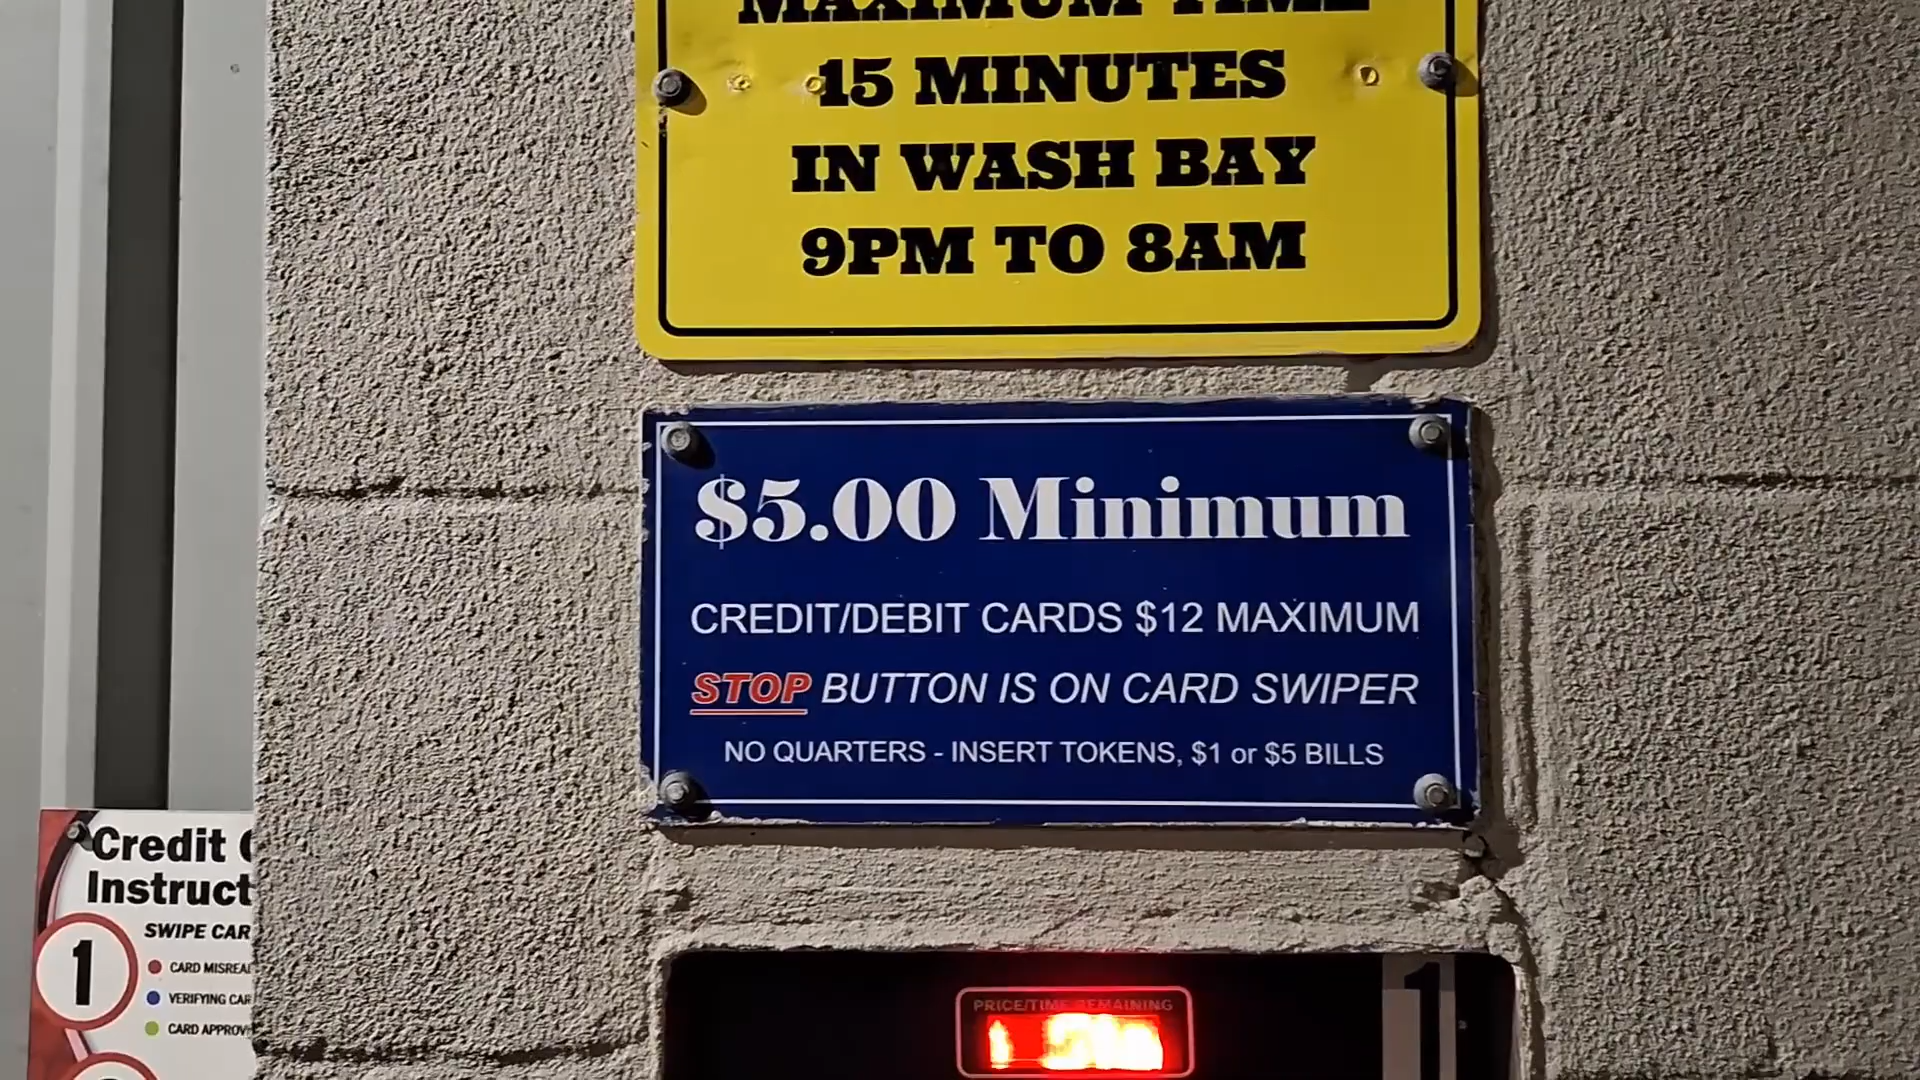 MAXIMUM TIME
15 MINUTES
IN WASH BAY
9PM TO 8AM
$5.00 Minimum
CREDIT/DEBIT CARDS $12 MAXIMUM
STOP BUTTON IS ON CARD SWIPER
NO QUARTERS - INSERT TOKENS, $1 or $5 BILLS
Credit
Instruct
SWIPE CAR
1
CARD MISREA
VERIFYING CAR
CARD APPROV
PRICE/TIME REMAINING
1